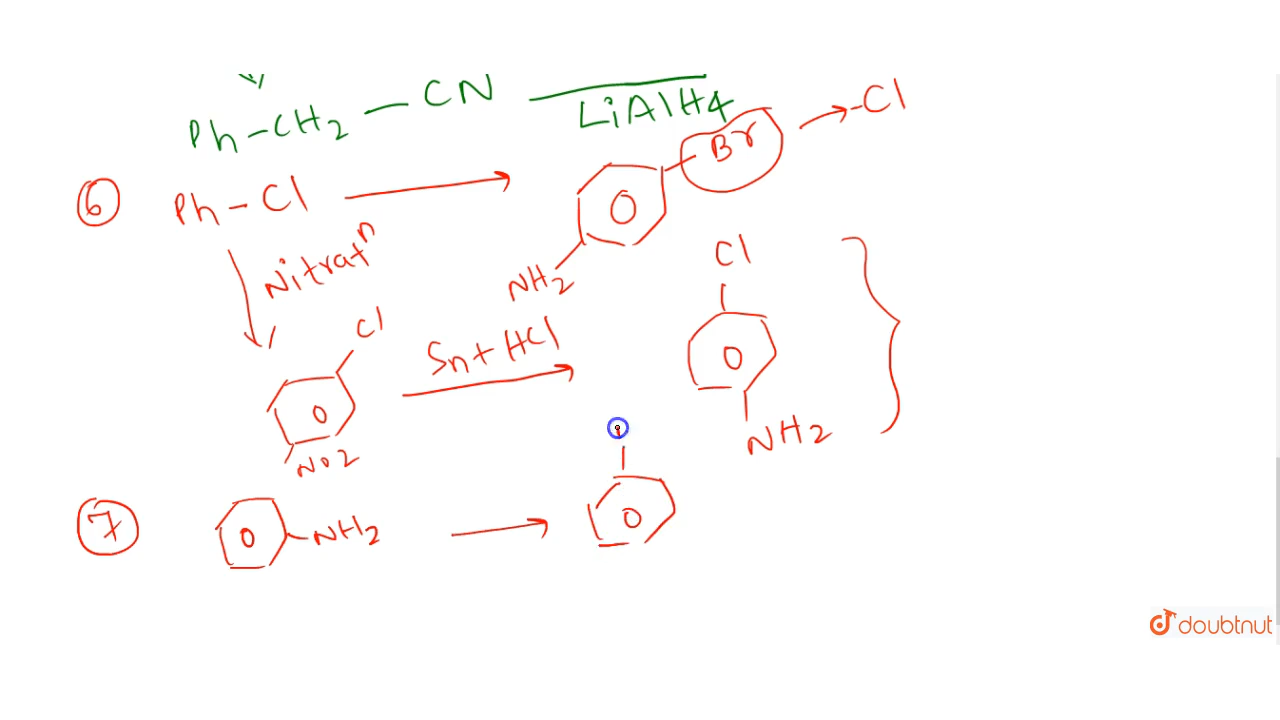 Ph-CH2-CN
LiAlH4
6 Ph-Cl
Br
-Cl
NH2
Nitratn
Cl
NO2
Sn+HCl
Cl
NH2
7 NH2
doubtnut